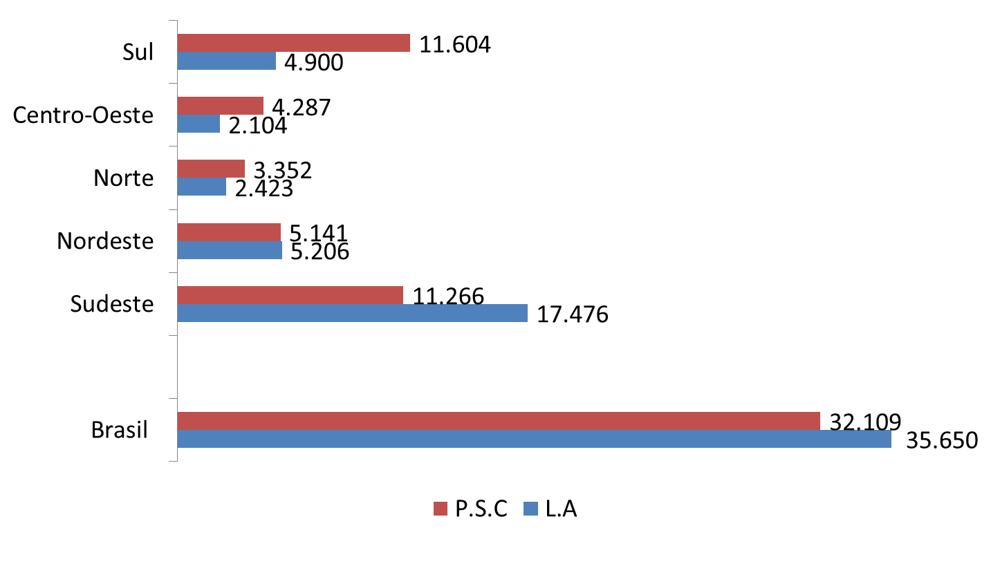 Sul
11.604
4.900
Centro-Oeste
4.287
2.104
Norte
3.352
2.423
Nordeste
5.141
5.206
Sudeste
11.266
17.476
Brasil
32.109
35.650
P.S.C L.A